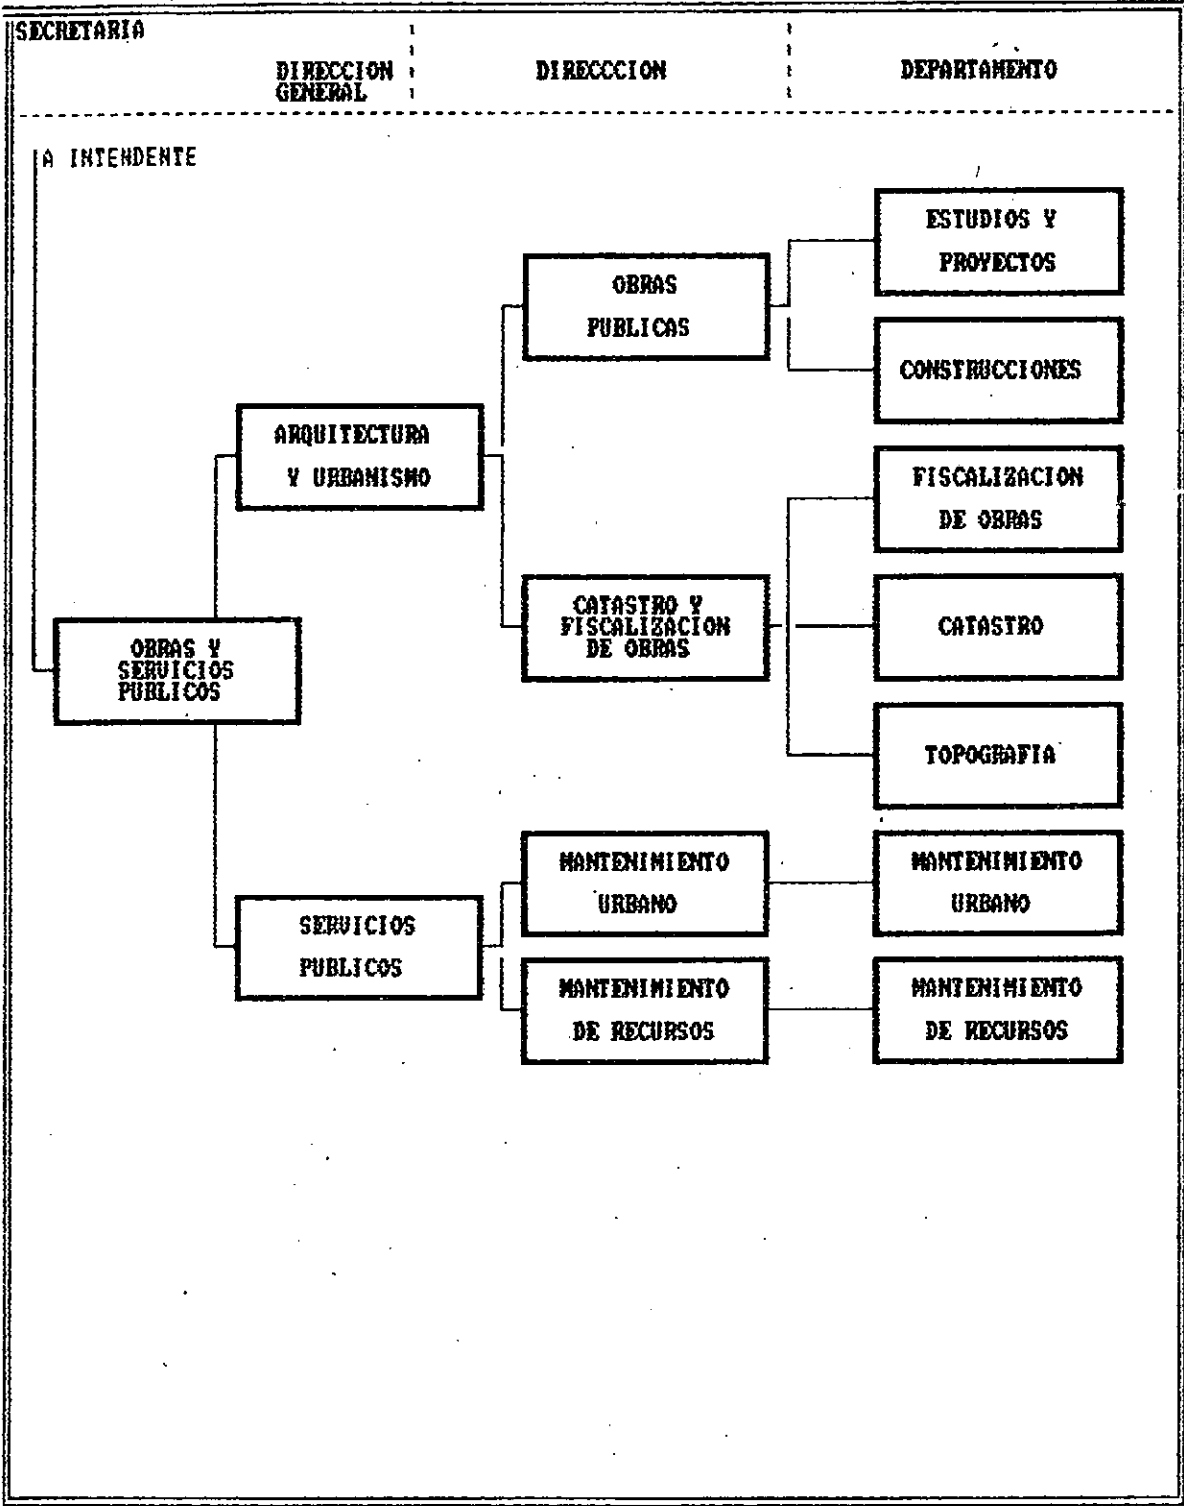 SECRETARIA
DIRECCION
GENERAL
DIRECCCION
DEPARTAMENTO
A INTENDENTE
ESTUDIOS Y
PROYECTOS
OBRAS
PUBLICAS
CONSTRUCCIONES
ARQUITECTURA
Y URBANISMO
FISCALIZACION
DE OBRAS
CATASTRO Y
FISCALIZACION
DE OBRAS
CATASTRO
OBRAS Y
SERVICIOS
PUBLICOS
TOPOGRAFIA
MANTENIMIENTO
URBANO
MANTENIMIENTO
URBANO
SERVICIOS
PUBLICOS
MANTENIMIENTO
DE RECURSOS
MANTENIMIENTO
DE RECURSOS